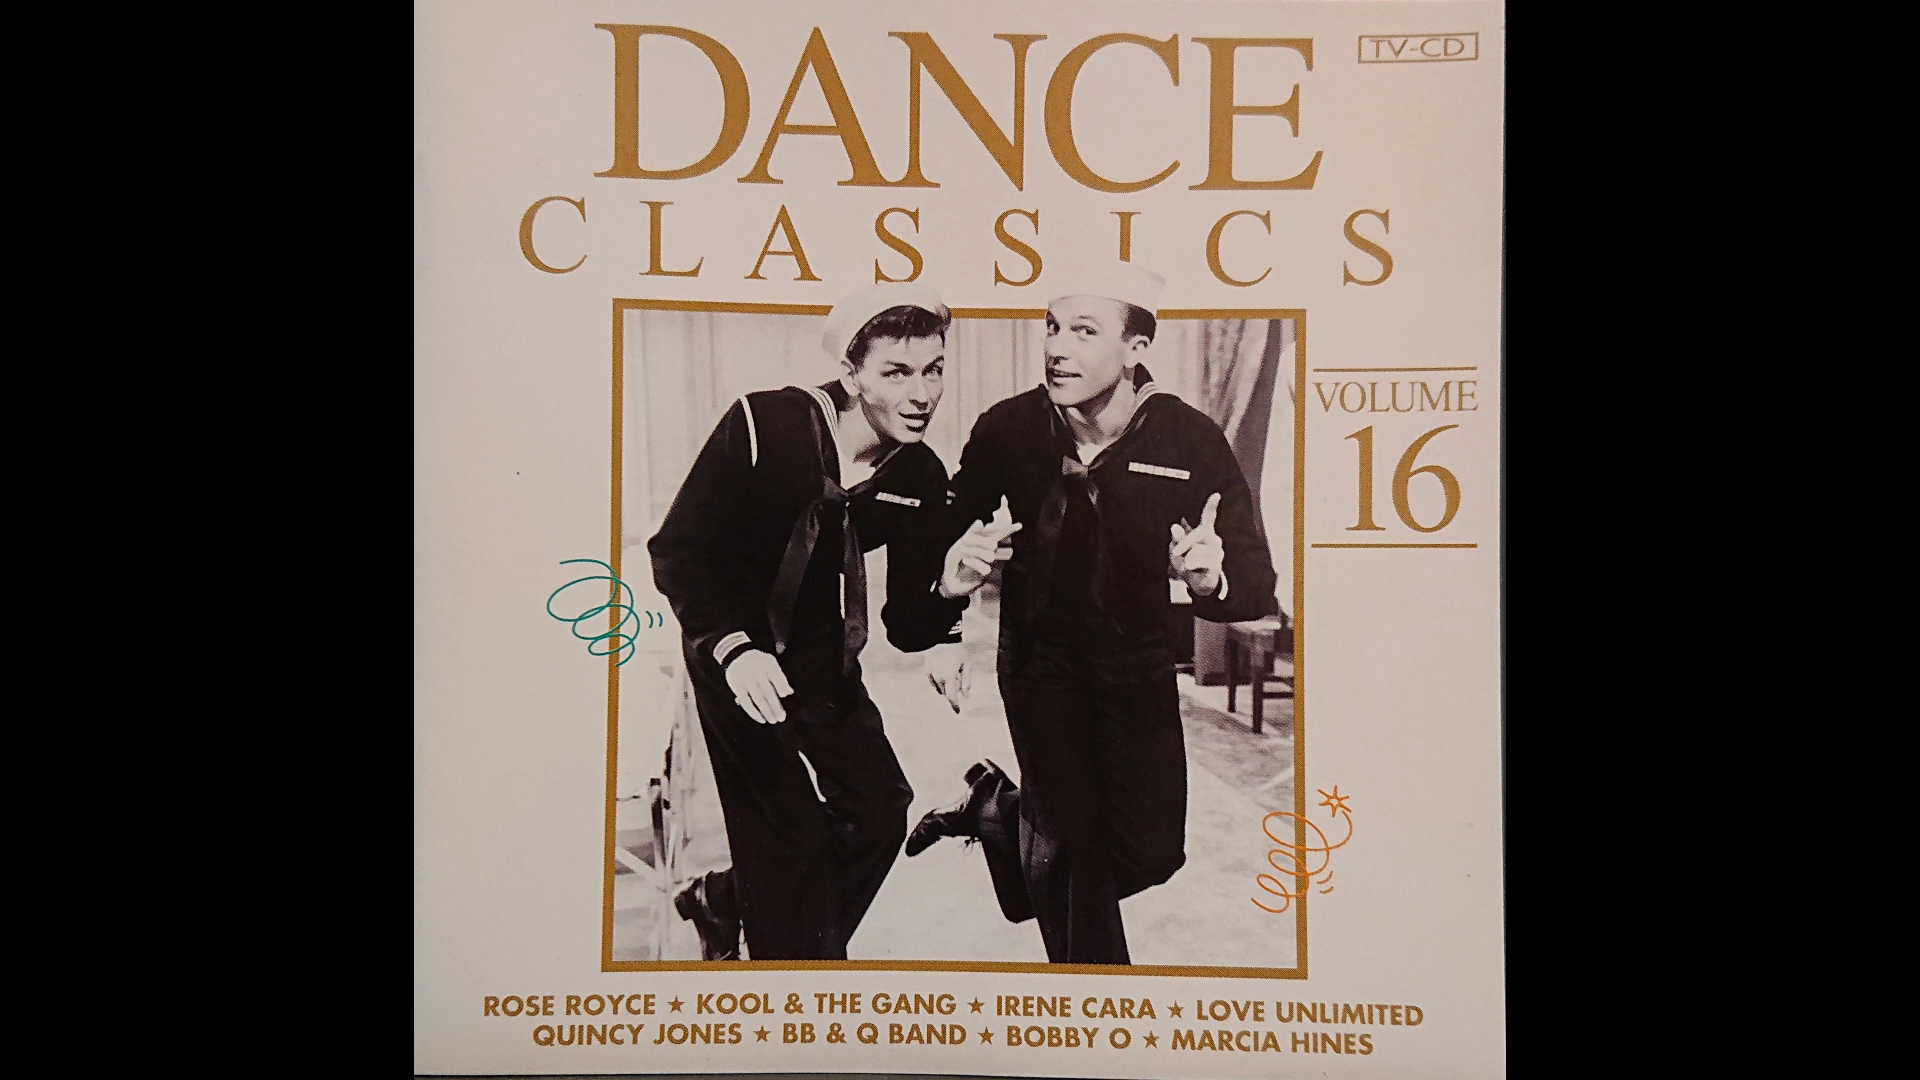 DANCE
TV-CD
CLASSICS
VOLUME
16
ROSE ROYCE ★ KOOL & THE GANG ★ IRENE CARA ★ LOVE UNLIMITED
QUINCY JONES ★ BB & Q BAND ★ BOBBY O ★ MARCIA HINES